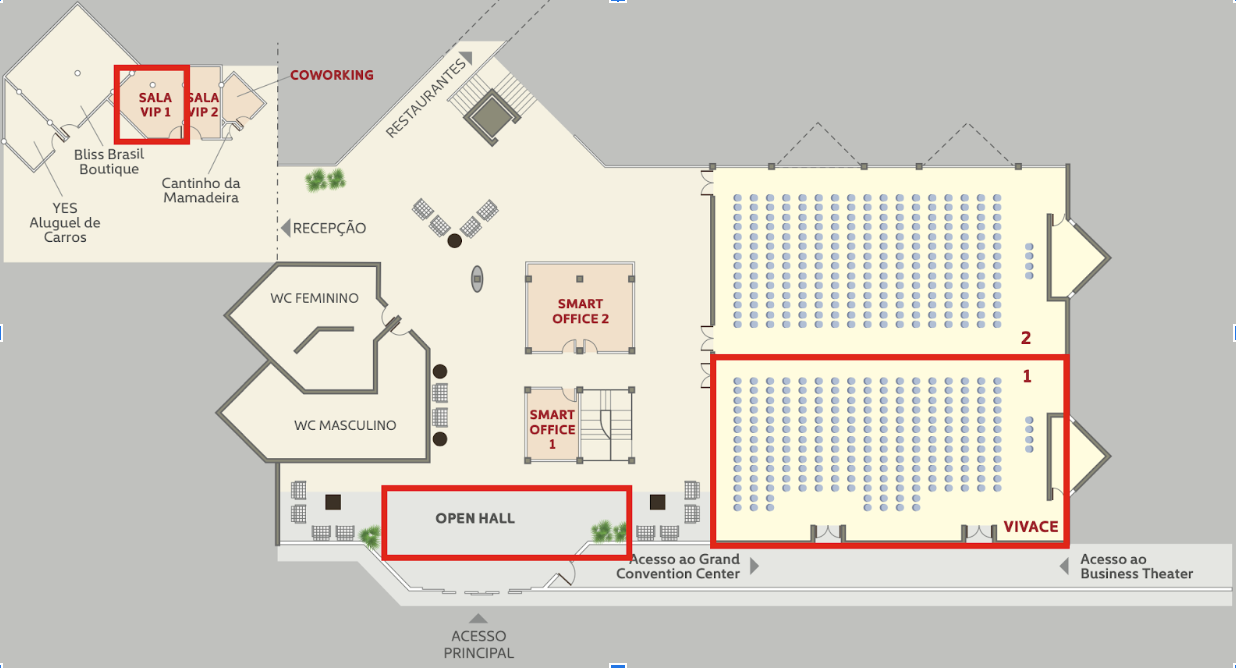 COWORKING
SALA
VIP 1
SALA
VIP 2
RESTAURANTES
Bliss Brasil
Boutique
Cantinho da
Mamadeira
YES
Aluguel de
Carros
RECEPÇÃO
WC FEMININO
SMART
OFFICE 2
2
1
WC MASCULINO
SMART
OFFICE
1
OPEN HALL
VIVACE
Acesso ao Grand
Convention Center
Acesso ao
Business Theater
ACESSO
PRINCIPAL